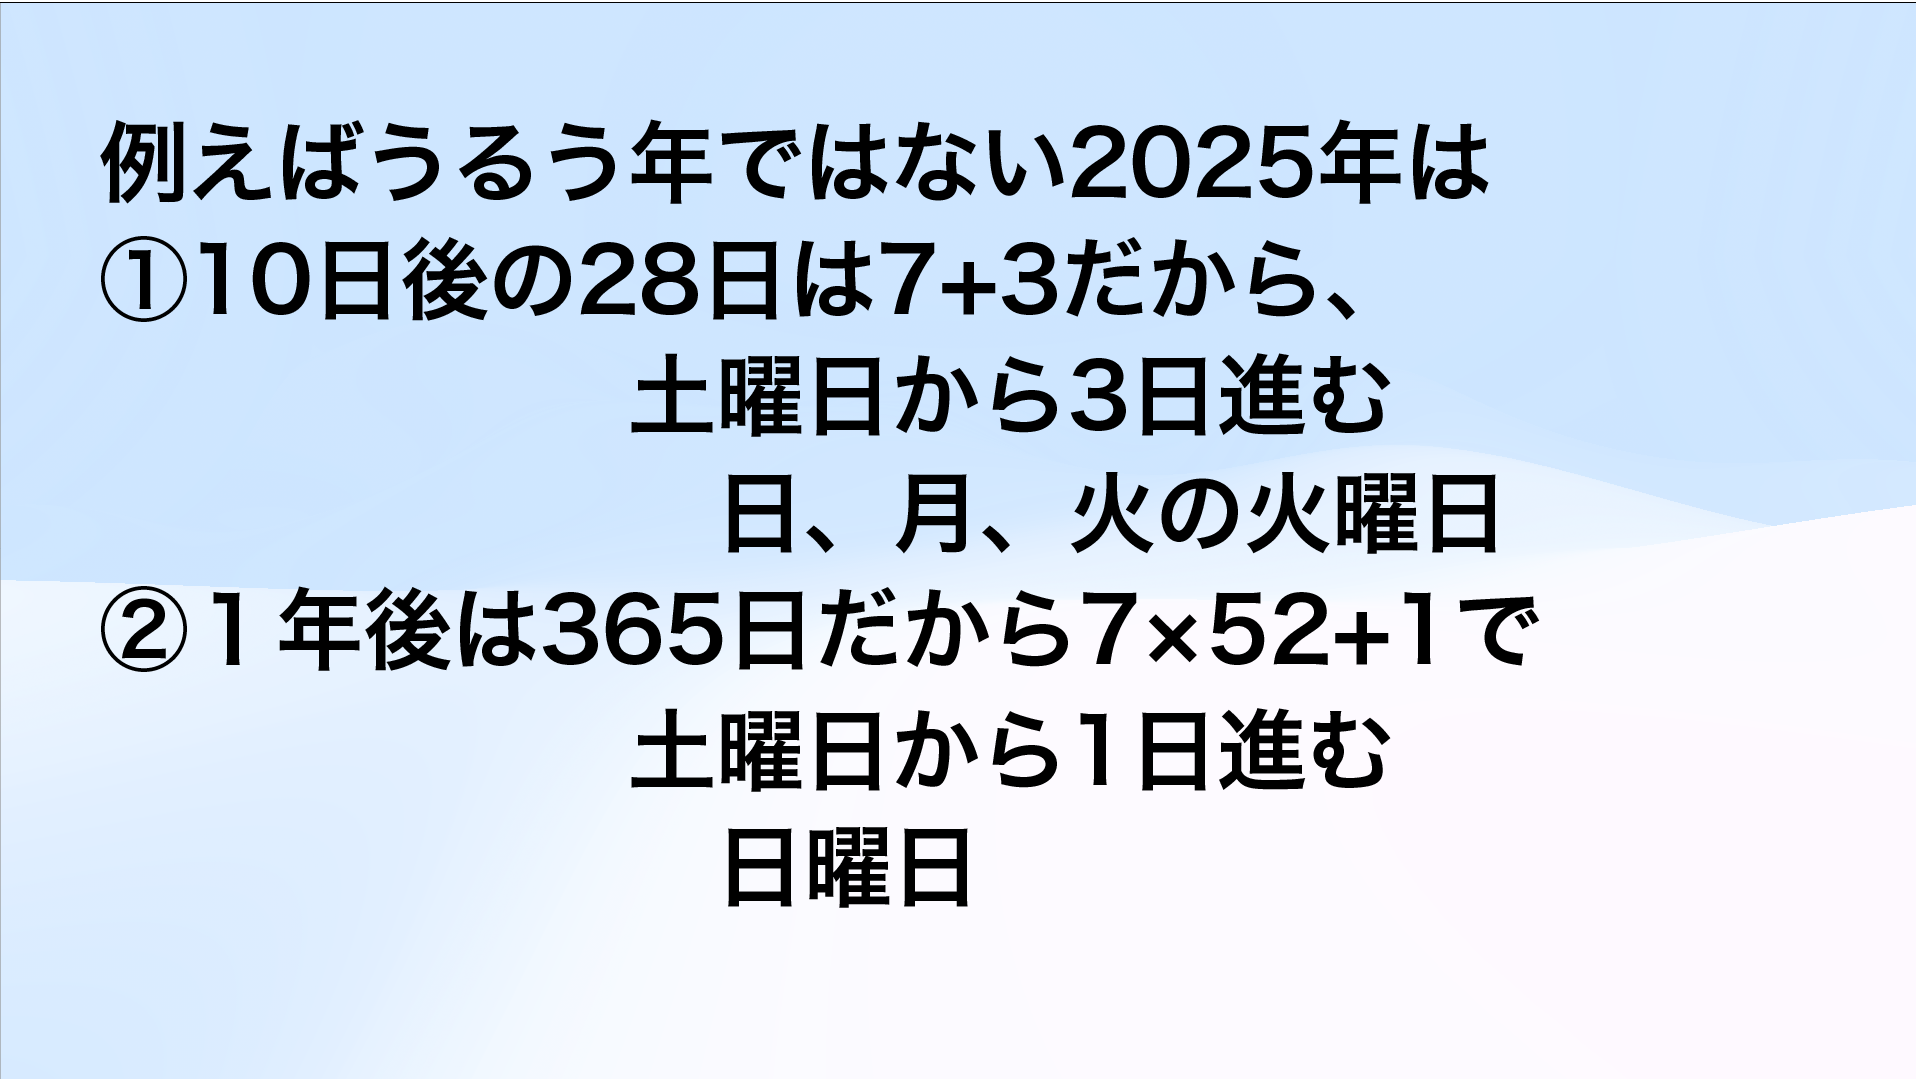 例えばうるう年ではない2025年は
①10日後の28日は7+3だから、
土曜日から3日進む
日、月、火の火曜日
②１年後は365日だから7×52+1で
土曜日から1日進む
日曜日